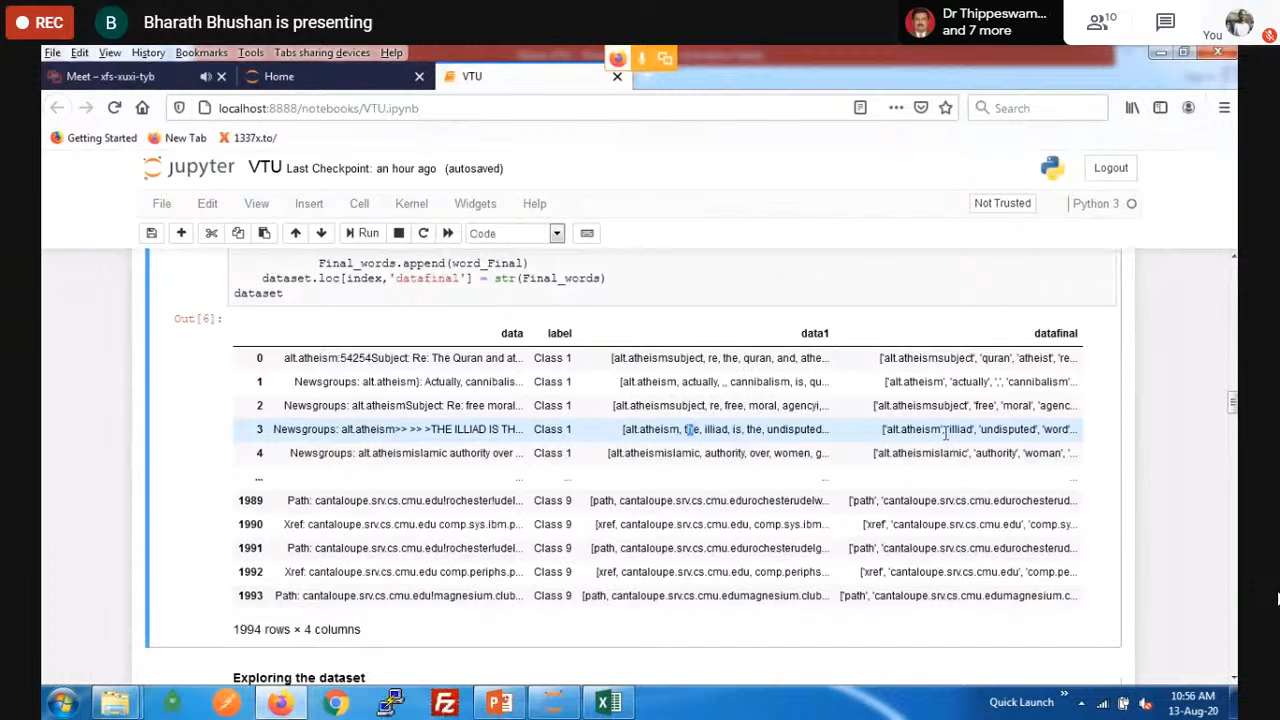 REC B Bharath Bhushan is presenting
Dr Thippeswam...
and 7 more
10
You
File Edit View History Bookmarks Tools Tabs sharing devices Help
Meet – xfs-xuxi-tyb Home VTU
localhost:8888/notebooks/VTU.ipynb Search
Getting Started New Tab 1337x.to/
jupyter VTU Last Checkpoint: an hour ago (autosaved) Logout
File Edit View Insert Cell Kernel Widgets Help Not Trusted Python 3
Run Code
Final_words.append(word_Final)
dataset.loc[index,'datafinal'] = str(Final_words)
dataset
Out[6]:
data label data1 datafinal
0 alt.atheism:54254Subject: Re: The Quran and at... Class 1 [alt.atheismsubject, re, the, quran, and, athe... ['alt.atheismsubject', 'quran', 'atheist', 're...
1 Newsgroups: alt.atheism}: Actually, cannibalis... Class 1 [alt.atheism, actually, ,, cannibalism, is, qu... ['alt.atheism', 'actually', ',', 'cannibalism'...
2 Newsgroups: alt.atheismSubject: Re: free moral... Class 1 [alt.atheismsubject, re, free, moral, agencyi,... ['alt.atheismsubject', 'free', 'moral', 'agenc...
3 Newsgroups: alt.atheism>> >> >THE ILLIAD IS TH... Class 1 [alt.atheism, the, illiad, is, the, undisputed... ['alt.atheism', 'illiad', 'undisputed', 'word'...
4 Newsgroups: alt.atheismIslamic authority over ... Class 1 [alt.atheismislamic, authority, over, women, g... ['alt.atheismislamic', 'authority', 'woman', '...
... ... ... ... ...
1989 Path: cantaloupe.srv.cs.cmu.edu!rochester!udel... Class 9 [path, cantaloupe.srv.cs.cmu.edurochesterudelw... ['path', 'cantaloupe.srv.cs.cmu.edurochesterud...
1990 Xref: cantaloupe.srv.cs.cmu.edu comp.sys.ibm.p... Class 9 [xref, cantaloupe.srv.cs.cmu.edu, comp.sys.ibm... ['xref', 'cantaloupe.srv.cs.cmu.edu', 'comp.sy...
1991 Path: cantaloupe.srv.cs.cmu.edu!rochester!udel... Class 9 [path, cantaloupe.srv.cs.cmu.edurochesterudelg... ['path', 'cantaloupe.srv.cs.cmu.edurochesterud...
1992 Xref: cantaloupe.srv.cs.cmu.edu comp.periphs.p... Class 9 [xref, cantaloupe.srv.cs.cmu.edu, comp.periphs... ['xref', 'cantaloupe.srv.cs.cmu.edu', 'comp.pe...
1993 Path: cantaloupe.srv.cs.cmu.edu!magnesium.club... Class 9 [path, cantaloupe.srv.cs.cmu.edumagnesium.club... ['path', 'cantaloupe.srv.cs.cmu.edumagnesium.c...
1994 rows × 4 columns
Exploring the dataset
Quick Launch 10:56 AM
13-Aug-20